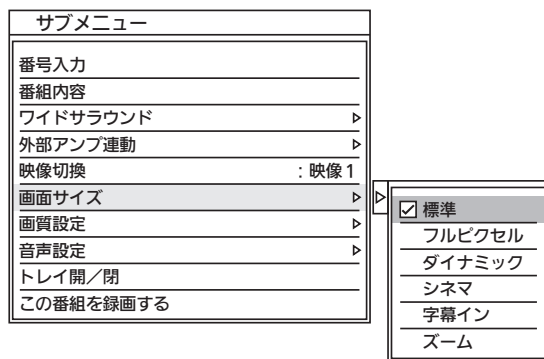 サブメニュー
番号入力
番組内容
ワイドサラウンド
外部アンプ連動
映像切換 :映像1
画面サイズ
画質設定
音声設定
トレイ開/閉
この番組を録画する
標準
フルピクセル
ダイナミック
シネマ
字幕イン
ズーム